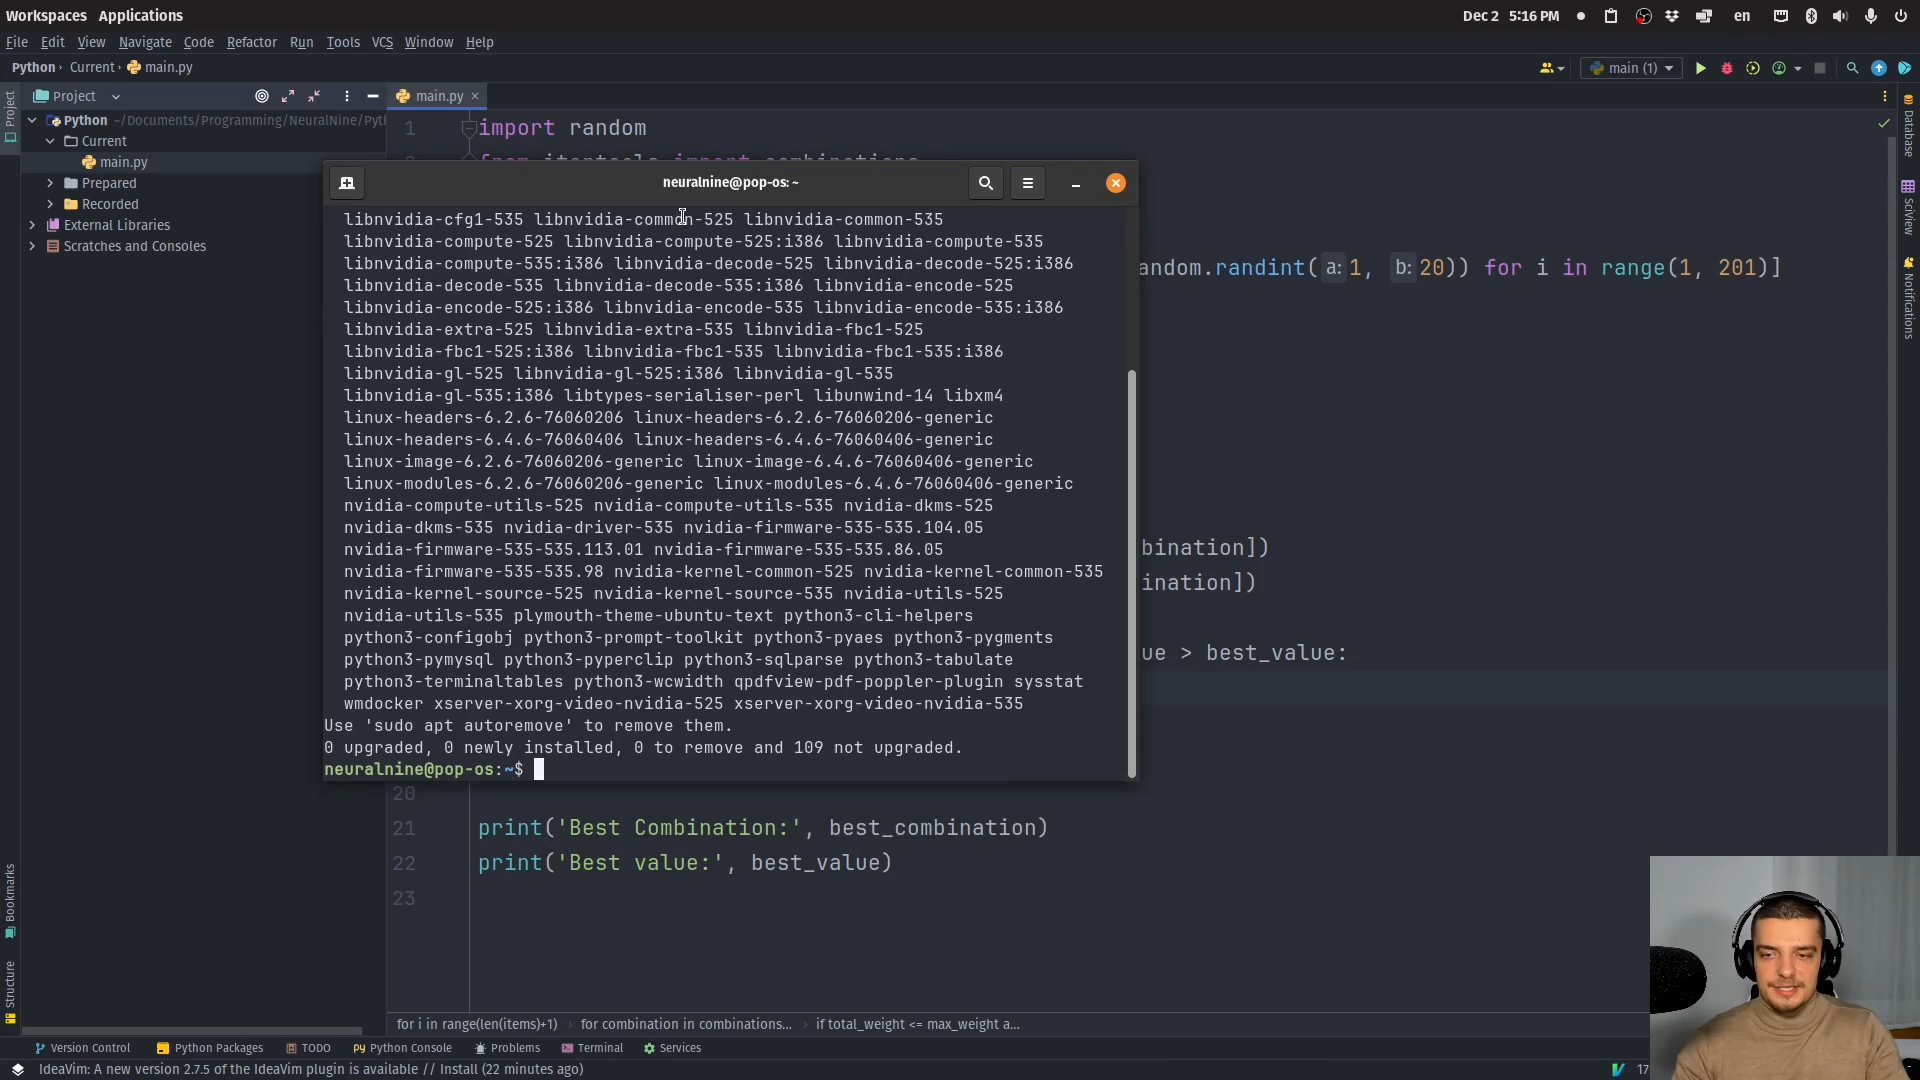 Workspaces Applications
Dec 2 5:16 PM
en
File Edit View Navigate Code Refactor Run Tools VCS Window Help
Python Current main.py
main (1)
Project
main.py
Project
Python ~/Documents/Programming/NeuralNine/Pyt
Current
main.py
Prepared
Recorded
External Libraries
Scratches and Consoles
1 import random
from itertools import combinations
andom.randint(a: 1, b: 20)) for i in range(1, 201)]
bination])
ination])
ue > best_value:
neuralnine@pop-os: ~
libnvidia-cfg1-535 libnvidia-common-525 libnvidia-common-535
libnvidia-compute-525 libnvidia-compute-525:i386 libnvidia-compute-535
libnvidia-compute-535:i386 libnvidia-decode-525 libnvidia-decode-525:i386
libnvidia-decode-535 libnvidia-decode-535:i386 libnvidia-encode-525
libnvidia-encode-525:i386 libnvidia-encode-535 libnvidia-encode-535:i386
libnvidia-extra-525 libnvidia-extra-535 libnvidia-fbc1-525
libnvidia-fbc1-525:i386 libnvidia-fbc1-535 libnvidia-fbc1-535:i386
libnvidia-gl-525 libnvidia-gl-525:i386 libnvidia-gl-535
libnvidia-gl-535:i386 libtypes-serialiser-perl libunwind-14 libxm4
linux-headers-6.2.6-76060206 linux-headers-6.2.6-76060206-generic
linux-headers-6.4.6-76060406 linux-headers-6.4.6-76060406-generic
linux-image-6.2.6-76060206-generic linux-image-6.4.6-76060406-generic
linux-modules-6.2.6-76060206-generic linux-modules-6.4.6-76060406-generic
nvidia-compute-utils-525 nvidia-compute-utils-535 nvidia-dkms-525
nvidia-dkms-535 nvidia-driver-535 nvidia-firmware-535-535.104.05
nvidia-firmware-535-535.113.01 nvidia-firmware-535-535.86.05
nvidia-firmware-535-535.98 nvidia-kernel-common-525 nvidia-kernel-common-535
nvidia-kernel-source-525 nvidia-kernel-source-535 nvidia-utils-525
nvidia-utils-535 plymouth-theme-ubuntu-text python3-cli-helpers
python3-configobj python3-prompt-toolkit python3-pyaes python3-pygments
python3-pymysql python3-pyperclip python3-sqlparse python3-tabulate
python3-terminaltables python3-wcwidth qpdfview-pdf-poppler-plugin sysstat
wmdocker xserver-xorg-video-nvidia-525 xserver-xorg-video-nvidia-535
Use 'sudo apt autoremove' to remove them.
0 upgraded, 0 newly installed, 0 to remove and 109 not upgraded.
neuralnine@pop-os:~$
20
21 print('Best Combination:', best_combination)
22 print('Best value:', best_value)
23
Database
SciView
Notifications
Bookmarks
Structure
for i in range(len(items)+1) for combination in combinations... if total_weight <= max_weight a...
Version Control Python Packages TODO Python Console Problems Terminal Services
IdeaVim: A new version 2.7.5 of the IdeaVim plugin is available // Install (22 minutes ago)
17